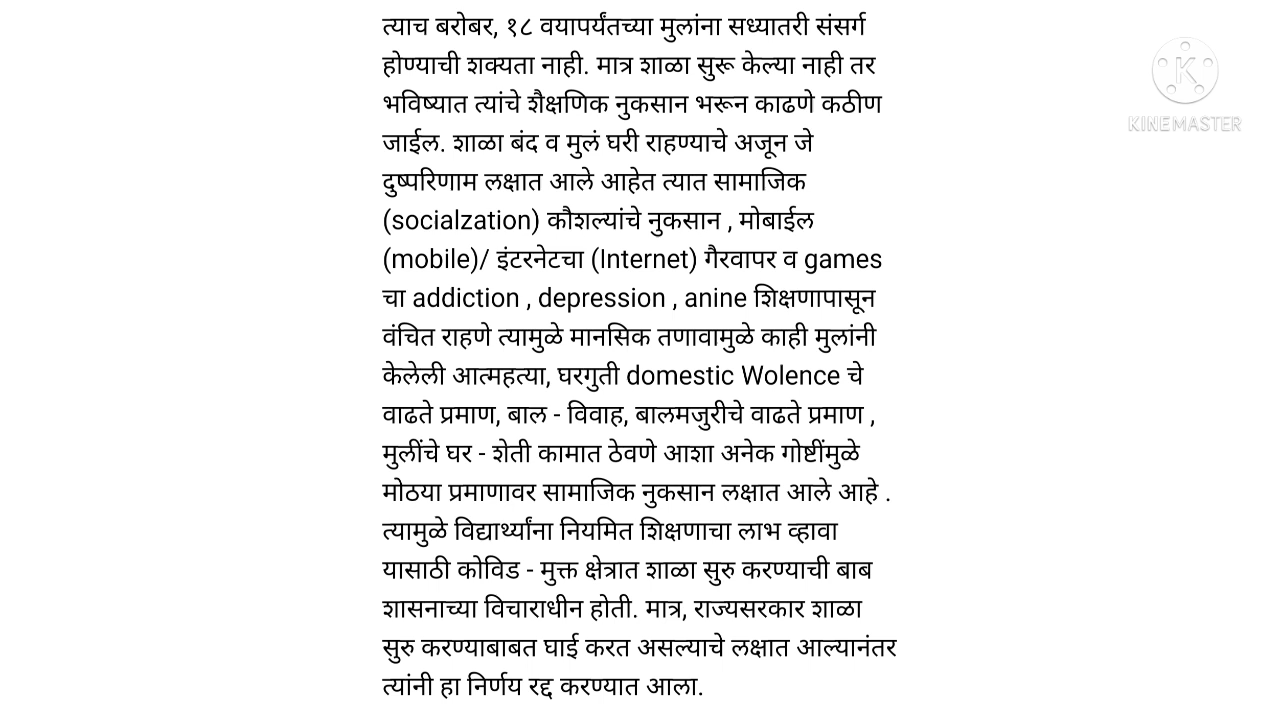 त्याच बरोबर, १८ वयापर्यंतच्या मुलांना सध्यातरी संसर्ग
होण्याची शक्यता नाही. मात्र शाळा सुरू केल्या नाही तर
भविष्यात त्यांचे शैक्षणिक नुकसान भरून काढणे कठीण
जाईल. शाळा बंद व मुलं घरी राहण्याचे अजून जे
दुष्परिणाम लक्षात आले आहेत त्यात सामाजिक
(socialzation) कौशल्यांचे नुकसान , मोबाईल
(mobile)/ इंटरनेटचा (Internet) गैरवापर व games
चा addiction , depression , anine शिक्षणापासून
वंचित राहणे त्यामुळे मानसिक तणावामुळे काही मुलांनी
केलेली आत्महत्या, घरगुती domestic Wolence चे
वाढते प्रमाण, बाल - विवाह, बालमजुरीचे वाढते प्रमाण ,
मुलींचे घर - शेती कामात ठेवणे आशा अनेक गोष्टींमुळे
मोठया प्रमाणावर सामाजिक नुकसान लक्षात आले आहे .
त्यामुळे विद्यार्थ्यांना नियमित शिक्षणाचा लाभ व्हावा
यासाठी कोविड - मुक्त क्षेत्रात शाळा सुरु करण्याची बाब
शासनाच्या विचाराधीन होती. मात्र, राज्यसरकार शाळा
सुरु करण्याबाबत घाई करत असल्याचे लक्षात आल्यानंतर
त्यांनी हा निर्णय रद्द करण्यात आला.
K
KINEMASTER